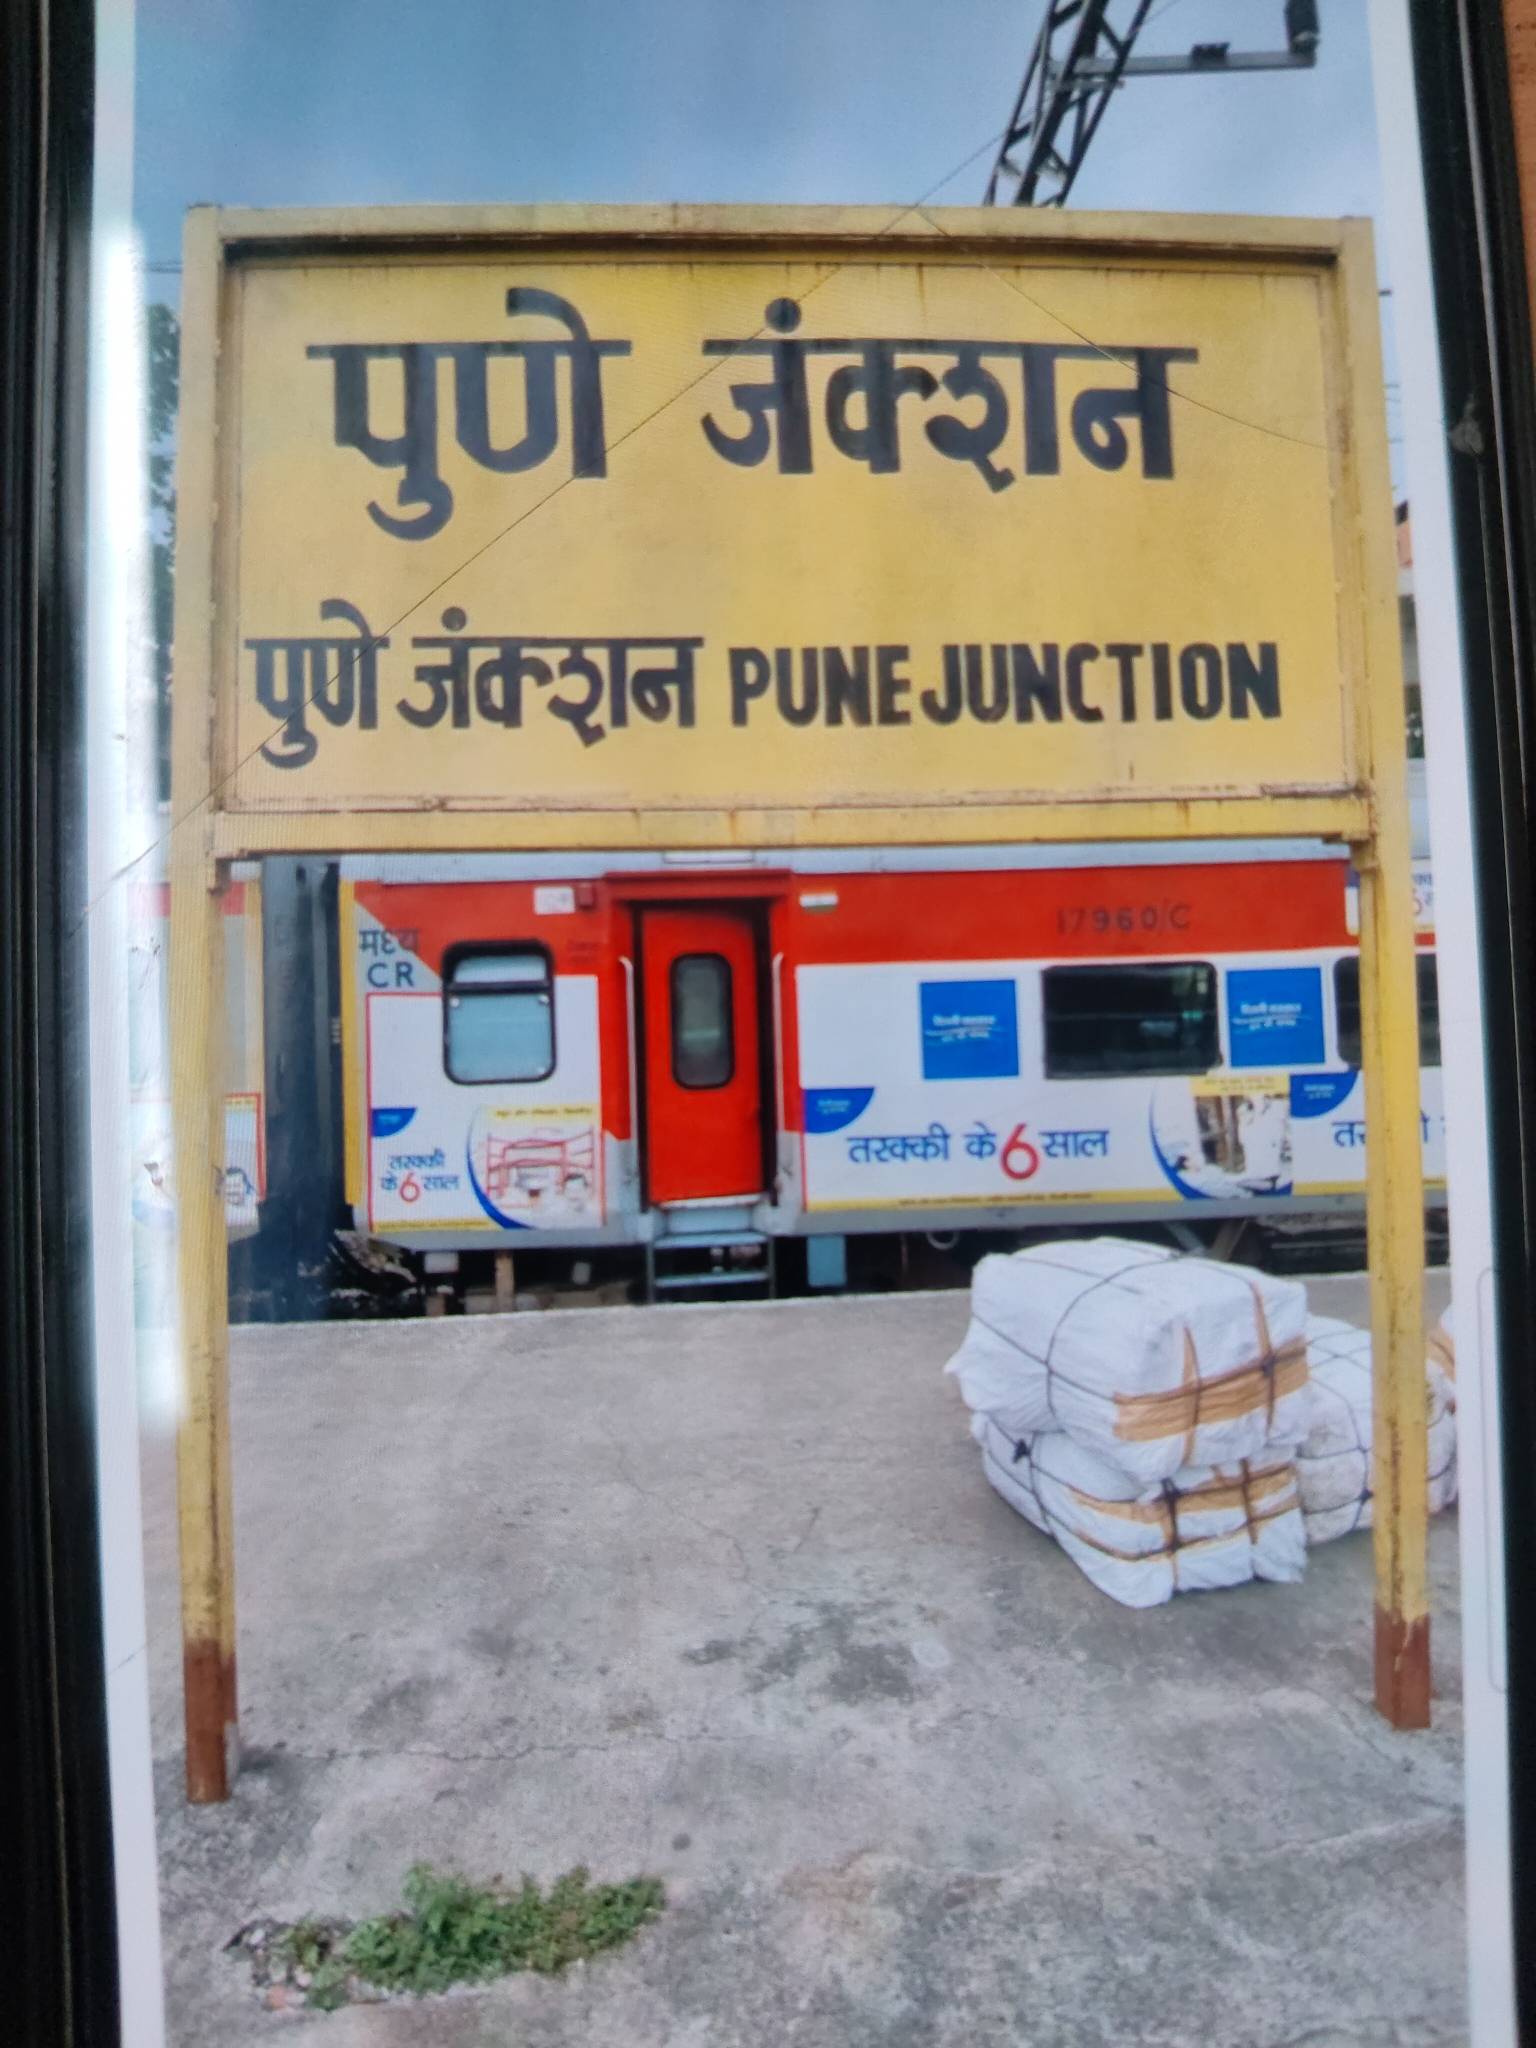 पुणे जंक्शन
पुणे जंक्शन PUNE JUNCTION
मध्य
CR
17960/C
तरक्की
के 6 साल
तरक्की के 6 साल